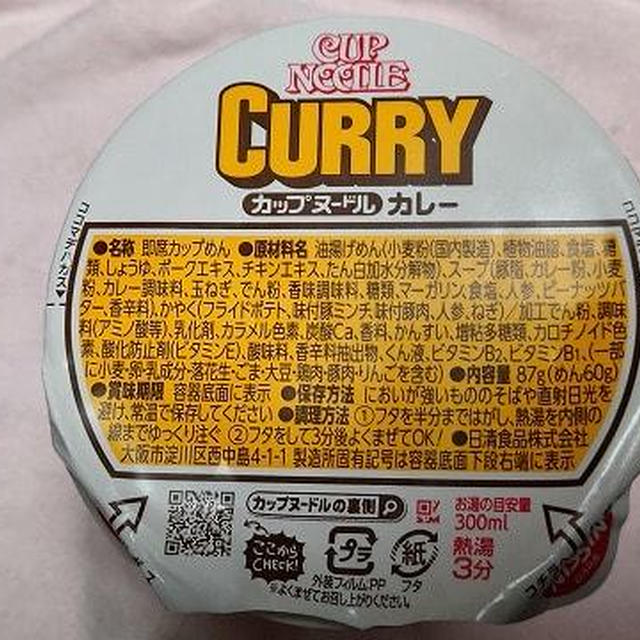 CUP
NOODLE
CURRY
カップヌードル カレー
●名称 即席カップめん ●原材料名 油揚げめん(小麦粉(国内製造)、植物油脂、食塩、糖
類、しょうゆ、ポークエキス、チキンエキス、たん白加水分解物)、スープ(豚脂、カレー粉、小麦
粉、カレー調味料、玉ねぎ、でん粉、香味調味料、糖類、マーガリン、食塩、人参、ピーナッツバ
ター、香辛料)、かやく(フライドポテト、味付豚ミンチ、味付豚肉、人参、ねぎ)/加工でん粉、調味
料(アミノ酸等)、乳化剤、カラメル色素、炭酸Ca、香料、かんすい、増粘多糖類、カロチノイド色
素、酸化防止剤(ビタミンE)、酸味料、香辛料抽出物、くん液、ビタミンB2、ビタミンB1、(一部
に小麦・卵・乳成分・落花生・ごま・大豆・鶏肉・豚肉・りんごを含む) ●内容量 87g(めん60g)
●賞味期限 容器底面に表示 ●保存方法 においが強いもののそばや直射日光を
避け、常温で保存してください ●調理方法 ①フタを半分まではがし、熱湯を内側の
線までゆっくり注ぐ ②フタをして3分後よくまぜてOK! ●日清食品株式会社
大阪市淀川区西中島4-1-1 製造所固有記号は容器底面下段右端に表示
カップヌードルの裏側
ここから
CHECK!
プラ
外装フィルム:PP
紙
フタ
お湯の目安量
300ml
熱湯
3分
※よくまぜてお召し上がりください。